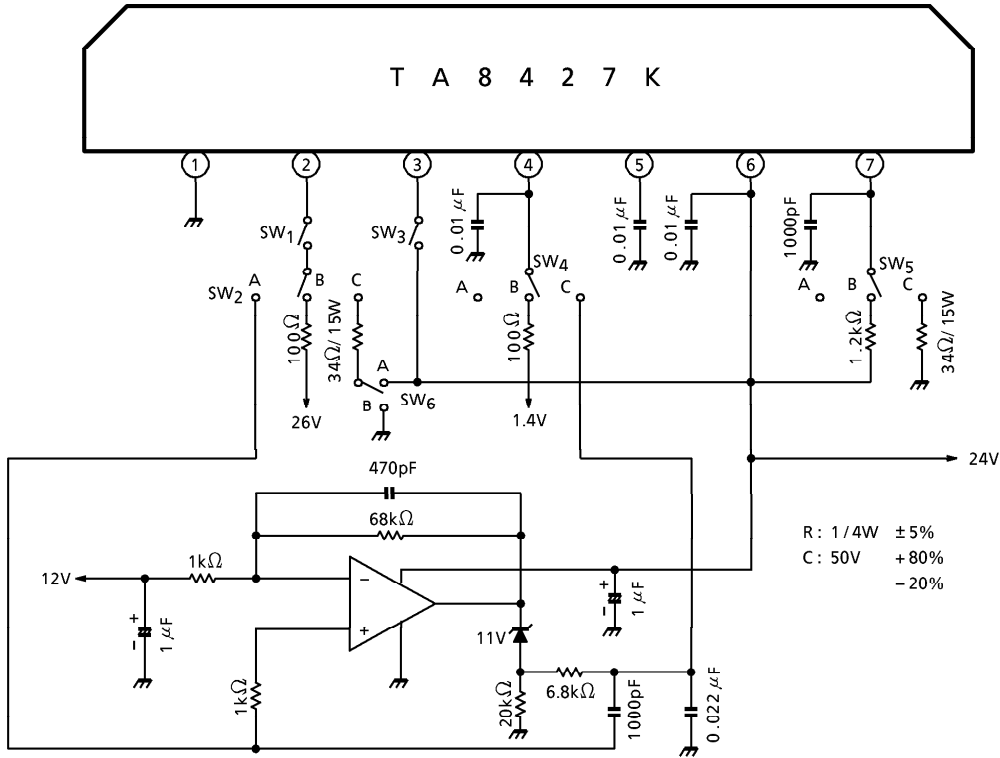 T A 8 4 2 7 K
1 2 3 4 5 6 7
0.01 μF
0.01 μF
0.01 μF
1000pF
SW1
SW3
SW4
SW5
SW2 A B C
A B C
A B C
100Ω
34Ω/15W
100Ω
1.2kΩ
34Ω/15W
A
B
SW6
26V
1.4V
24V
470pF
68kΩ
1kΩ
12V
−
+
+
−
1 μF
+
−
1 μF
11V
1kΩ
20kΩ
6.8kΩ
1000pF
0.022 μF
R: 1/4W ±5%
C: 50V +80%
−20%